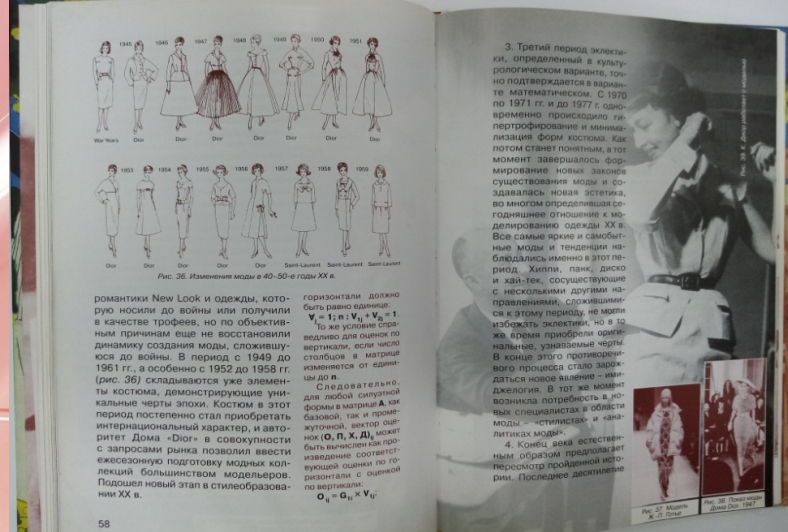 1945 1946 1947 1948 1949 1950 1951
War Years Dior Dior Dior Dior Dior Dior Dior
1953 1954 1955 1956 1957 1958 1959
Dior Dior Dior Dior Dior Saint-Laurent Saint-Laurent Saint-Laurent
Рис. 36. Изменения моды в 40–50-е годы XX в.
романтики New Look и одежды, кото-
рую носили до войны или получили
в качестве трофеев, но по объектив-
ным причинам еще не восстановили
динамику создания моды, сложившу-
юся до войны. В период с 1949 до
1961 гг., а особенно с 1952 до 1958 гг.
(рис. 36) складываются уже элемен-
ты костюма, демонстрирующие уни-
кальные черты эпохи. Костюм в этот
период постепенно стал приобретать
интернациональный характер, и авто-
ритет Дома «Dior» в совокупности
с запросами рынка позволил ввести
ежесезонную подготовку модных кол-
лекций большинством модельеров.
Подошел новый этап в стилеобразова-
нии XX в.
58
горизонтали должно
быть равно единице:
То же условие спра-
ведливо для оценок по
вертикали, если число
столбцов в матрице
изменяется от едини-
цы до n.
Следовательно,
для любой силуэтной
формы в матрице А, как
базовой, так и проме-
жуточной, вектор оце-
нок (О, П, Х, Д)ij может
быть вычислен как про-
изведение соответст-
вующей оценки по го-
ризонтали с оценкой
по вертикали:
Oij = G1i × V1j.
3. Третий период эклекти-
ки, определенный в культу-
рологическом варианте, точ-
но подтверждается в вариан-
те математическом. С 1970
по 1971 гг. и до 1977 г. одно-
временно происходило ги-
пертрофирование и минима-
лизация форм костюма. Как
потом станет понятным, в тот
момент завершалось фор-
мирование новых законов
существования моды и со-
здавалась новая эстетика,
во многом определившая се-
годняшнее отношение к мо-
делированию одежды XX в.
Все самые яркие и самобыт-
ные моды и тенденции на-
блюдались именно в этот пе-
риод. Хиппи, панк, диско
и хай-тек, сосуществующие
с несколькими другими на-
правлениями, сложившими-
ся к этому периоду, не могли
избежать эклектики, но в то
же время приобрели ориги-
нальные, узнаваемые черты.
В конце этого противоречи-
вого процесса стало зарож-
даться новое явление – ими-
джелогия. В тот же момент
возникла потребность в но-
вых специалистах в области
моды – «стилистах» и «ана-
литиках моды».
4. Конец века естествен-
ным образом предполагает
пересмотр пройденной исто-
рии. Последнее десятилетие
Рис. 39. К. Диор работает с моделью
Рис. 37. Модель
Ж.-П. Готье
Рис. 38. Показ моды
Дома Dior. 1947